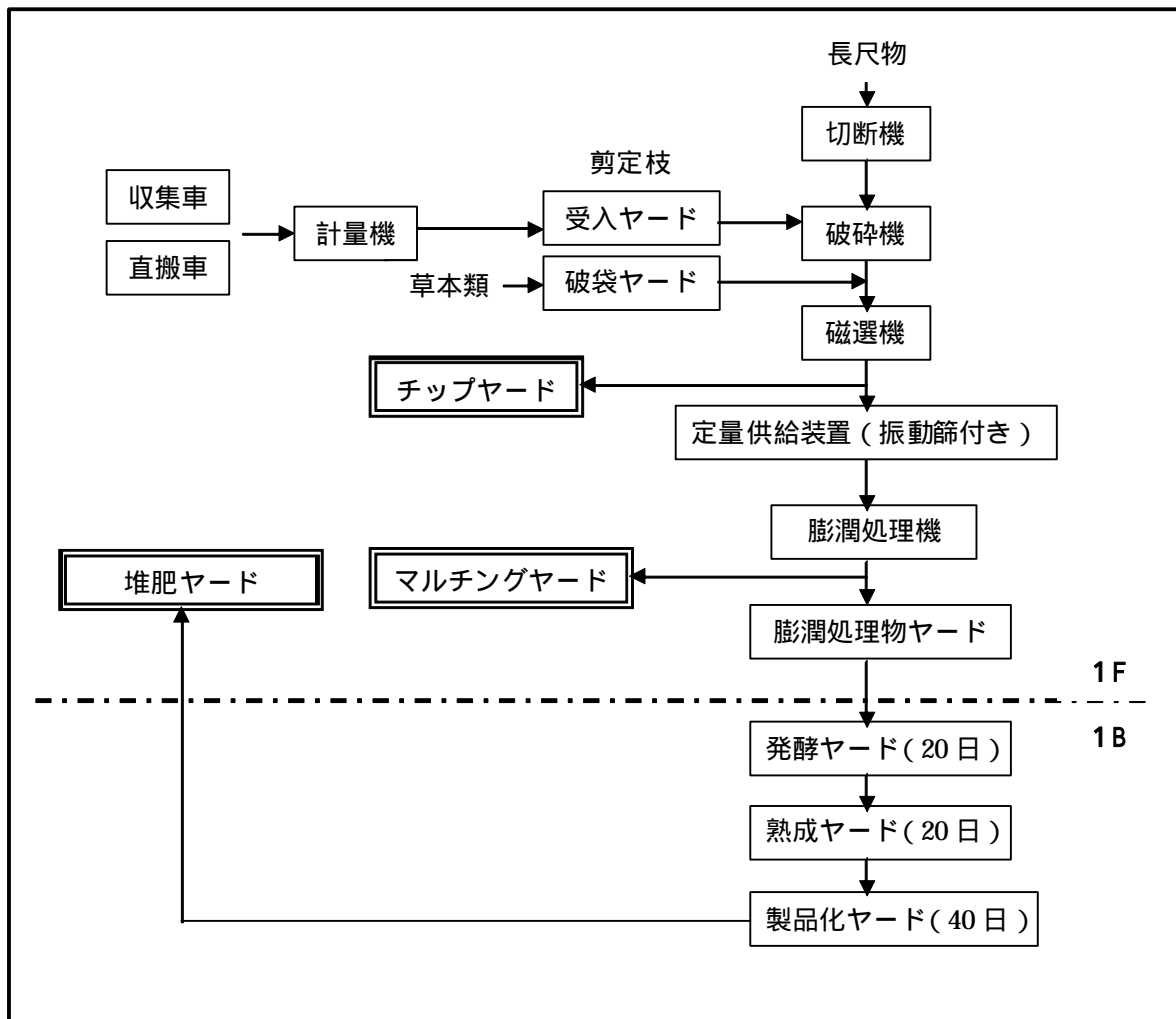 長尺物
切断機
剪定枝
収集車
計量機
受入ヤード
破砕機
直搬車
草本類
破袋ヤード
磁選機
チップヤード
定量供給装置（振動篩付き）
膨潤処理機
堆肥ヤード
マルチングヤード
膨潤処理物ヤード
1F
1B
発酵ヤード（20日）
熟成ヤード（20日）
製品化ヤード（40日）